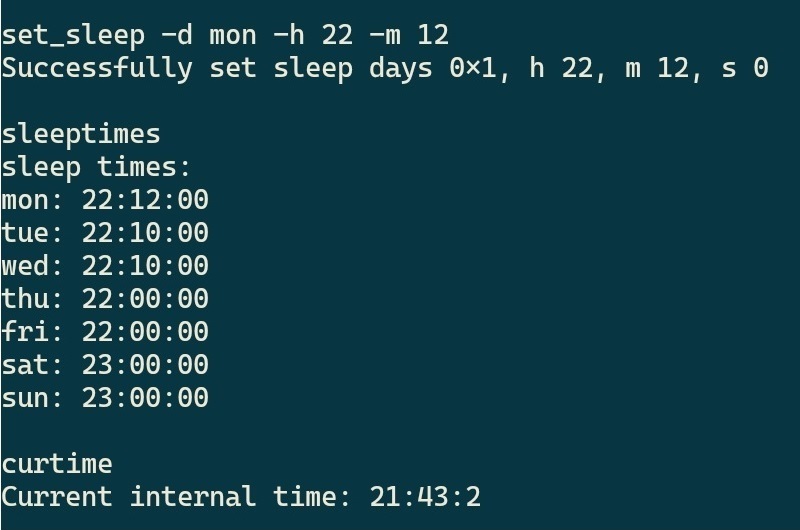 set_sleep -d mon -h 22 -m 12
Successfully set sleep days 0x1, h 22, m 12, s 0
sleeptimes
sleep times:
mon: 22:12:00
tue: 22:10:00
wed: 22:10:00
thu: 22:00:00
fri: 22:00:00
sat: 23:00:00
sun: 23:00:00
curtime
Current internal time: 21:43:2